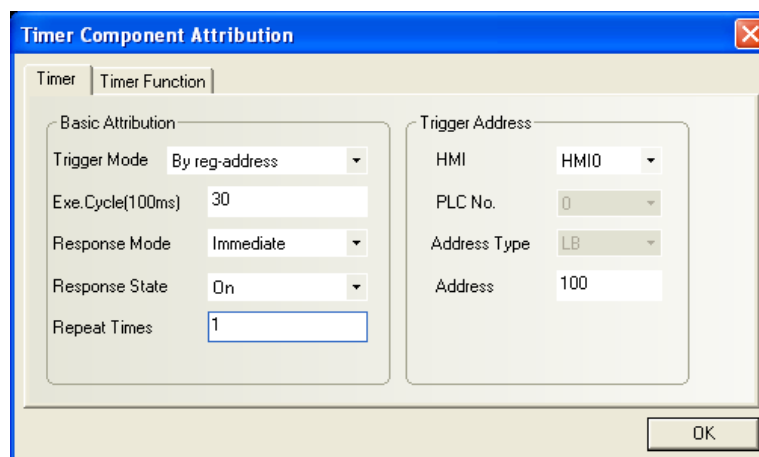 Timer Component Attribution
Timer Timer Function
Basic Attribution
Trigger Mode By reg-address
Exe.Cycle(100ms) 30
Response Mode Immediate
Response State On
Repeat Times 1
Trigger Address
HMI HMI0
PLC No. 0
Address Type LB
Address 100
OK